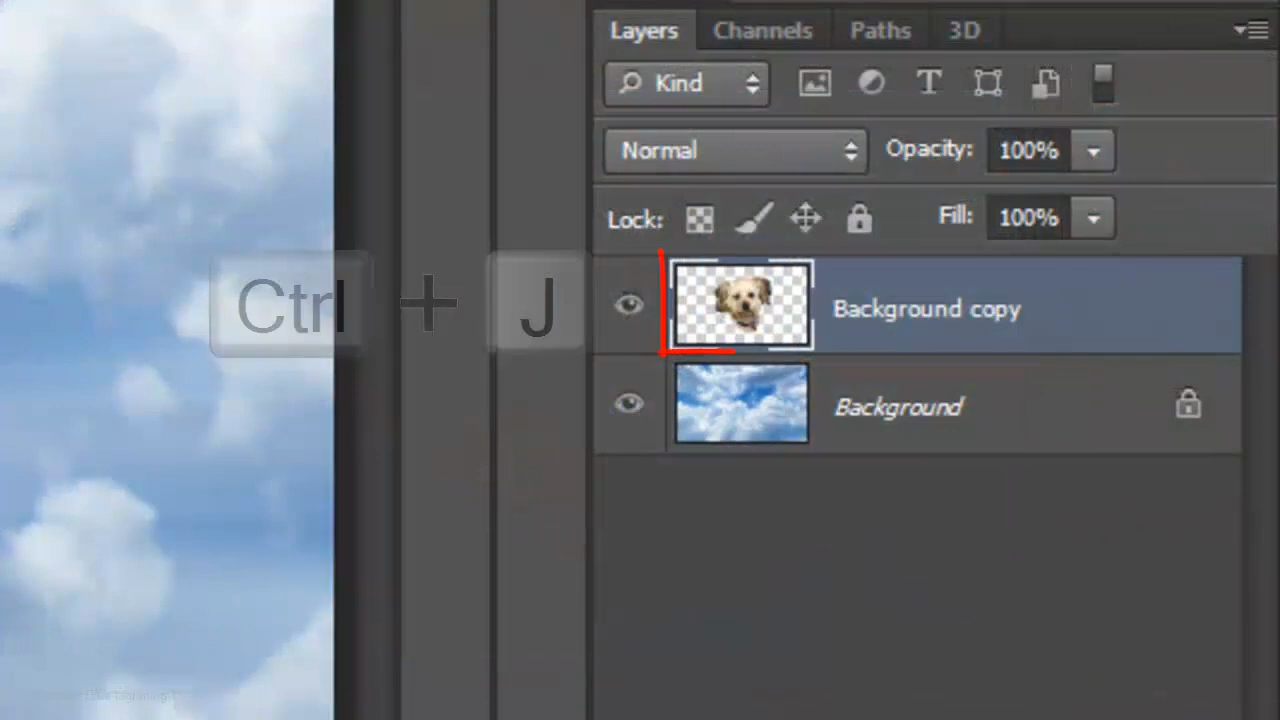 Layers Channels Paths 3D
Kind T
Normal Opacity: 100%
Lock: Fill: 100%
Ctrl + J
Background copy
Background